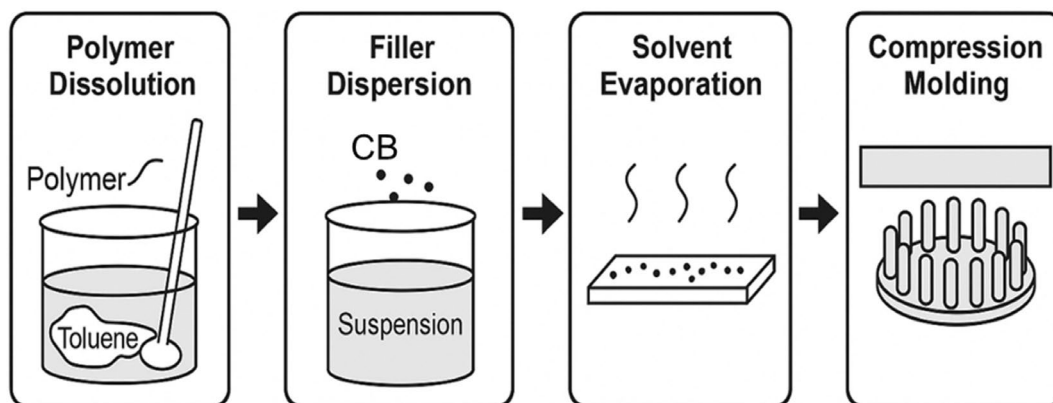 Polymer
Dissolution
Polymer
Toluene
Filler
Dispersion
CB
Suspension
Solvent
Evaporation
Compression
Molding